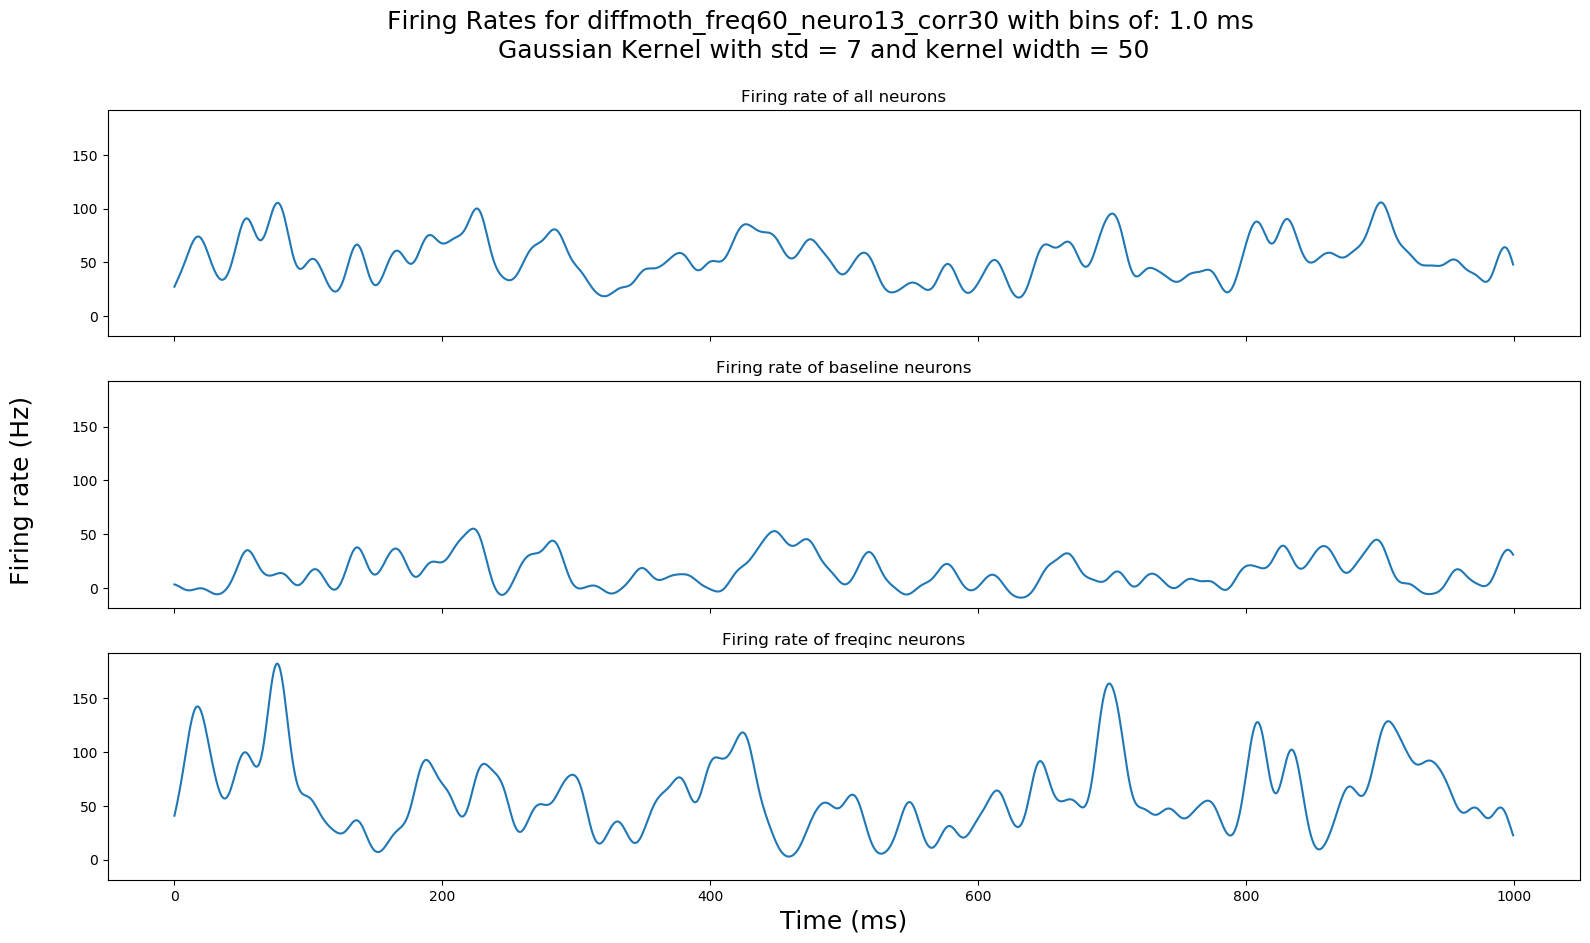 Firing Rates for diffmoth_freq60_neuro13_corr30 with bins of: 1.0 ms
Gaussian Kernel with std = 7 and kernel width = 50
Firing rate of all neurons
150
100
50
0
Firing rate of baseline neurons
150
100
50
0
Firing rate (Hz)
Firing rate of freqinc neurons
150
100
50
0
0 200 400 600 800 1000
Time (ms)